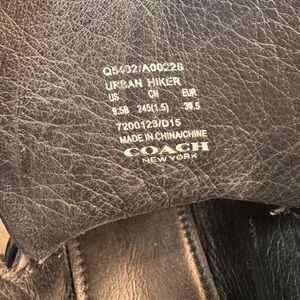 Q5402/A00228
URBAN HIKER
US CN EUR
8.5B 245(1.5) 38.5
7200123/D15
MADE IN CHINA/CHINE
COACH
NEW YORK